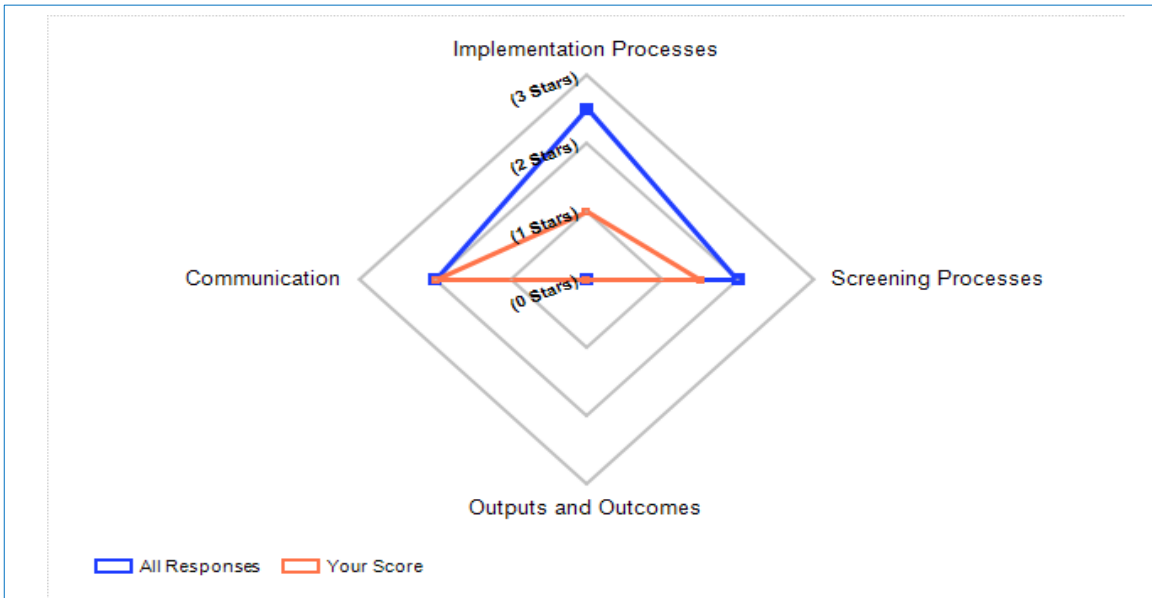 Implementation Processes
(3 Stars)
(2 Stars)
(1 Stars)
Communication
(0 Stars)
Screening Processes
Outputs and Outcomes
All Responses
Your Score